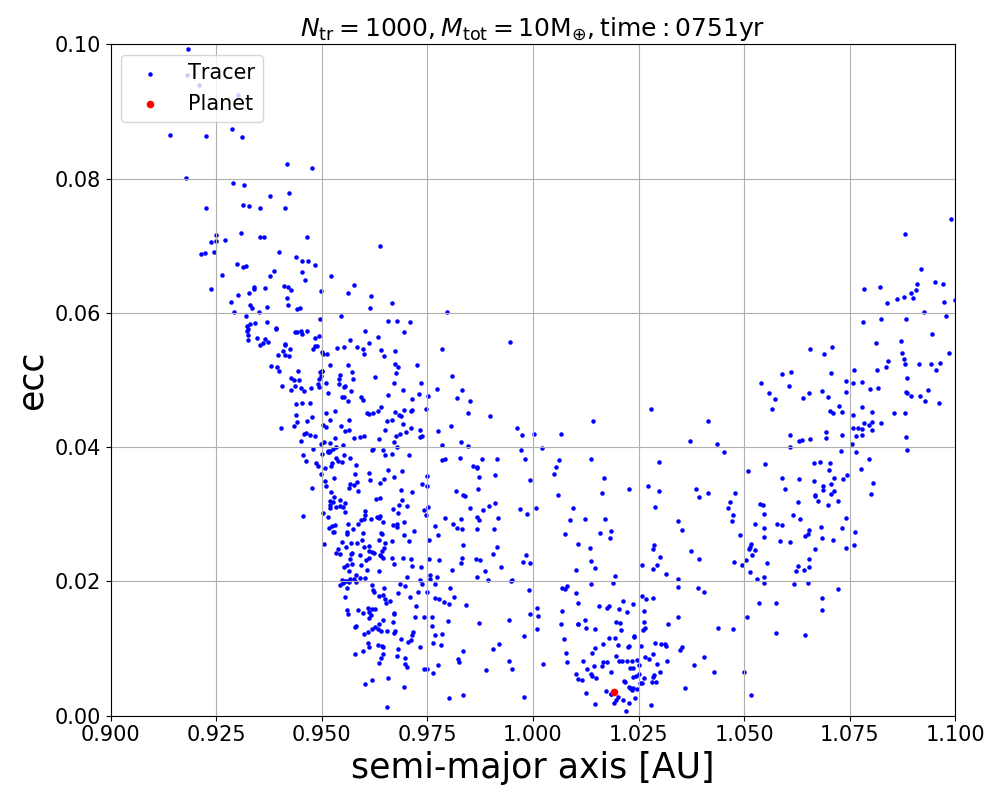 N_tr = 1000, M_tot = 10M_⊕, time : 0751yr
Tracer
Planet
0.10
0.08
0.06
0.04
0.02
0.00
ecc
0.900 0.925 0.950 0.975 1.000 1.025 1.050 1.075 1.100
semi-major axis [AU]